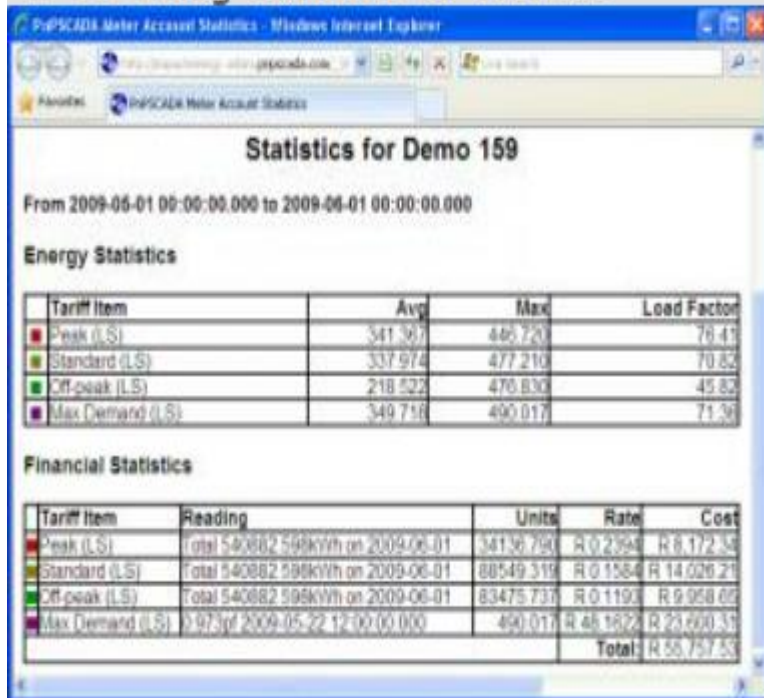 PnPSCADA Meter Account Statistics - Windows Internet Explorer
Favorites PnPSCADA Meter Account Statistics
Statistics for Demo 159
From 2009-05-01 00:00:00.000 to 2009-06-01 00:00:00.000
Energy Statistics
Tariff Item Avg Max Load Factor
Peak (LS) 341.367 446.720 76.41
Standard (LS) 337.974 477.210 70.82
Off-peak (LS) 218.522 476.830 45.82
Max Demand (LS) 349.718 490.017 71.36
Financial Statistics
Tariff Item Reading Units Rate Cost
Peak (LS) Total 540882.598kWh on 2009-06-01 34136.790 R 0.2394 R 8,172.34
Standard (LS) Total 540882.598kWh on 2009-06-01 88549.319 R 0.1584 R 14,026.21
Off-peak (LS) Total 540882.598kWh on 2009-06-01 83475.737 R 0.1193 R 9,958.65
Max Demand (LS) 0.973pf 2009-05-22 12:00:00.000 490.017 R 48.1622 R 23,600.31
Total: R 55,757.53